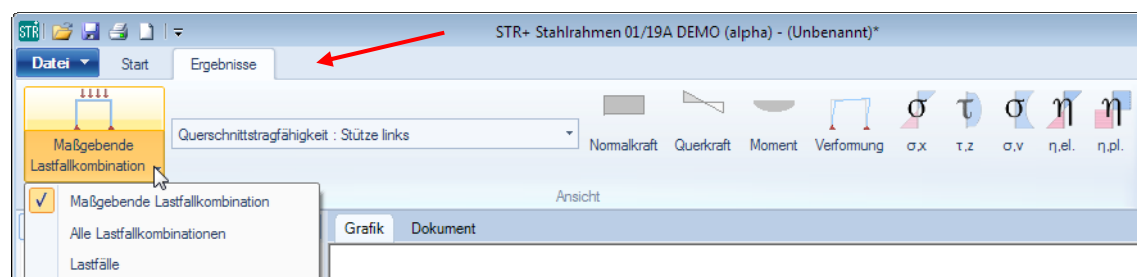 STR
STR+ Stahlrahmen 01/19A DEMO (alpha) - (Unbenannt)*
Datei Start Ergebnisse
Maßgebende
Lastfallkombination
Querschnittstragfähigkeit : Stütze links
Normalkraft Querkraft Moment Verformung σ,x τ,z σ,v η,el. η,pl.
σ τ σ η η
Ansicht
Maßgebende Lastfallkombination
Alle Lastfallkombinationen
Lastfälle
Grafik Dokument